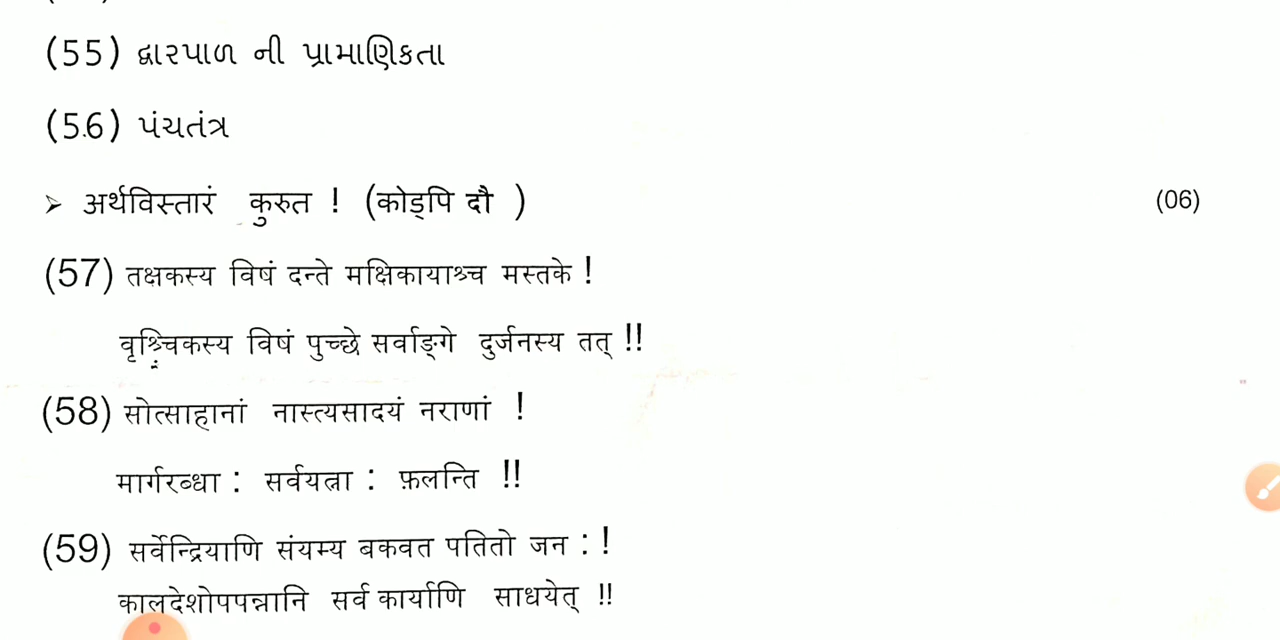 (55) દ્વારપાળ ની પ્રામાણિકતા
(56) પંચતંત્ર
➢ अर्थविस्तारं कुरुत ! (कोड्पि दौ ) (06)
(57) तक्षकस्य विषं दन्ते मक्षिकायाश्च मस्तके !
वृश्चिकस्य विषं पुच्छे सर्वाङ्गे दुर्जनस्य तत् !!
(58) सोत्साहानां नास्त्यसादयं नराणां !
मार्गरब्धा : सर्वयत्ना : फ़लन्ति !!
(59) सर्वेन्द्रियाणि संयम्य बकवत पतितो जन : !
कालदेशोपपन्नानि सर्व कार्याणि साधयेत् !!